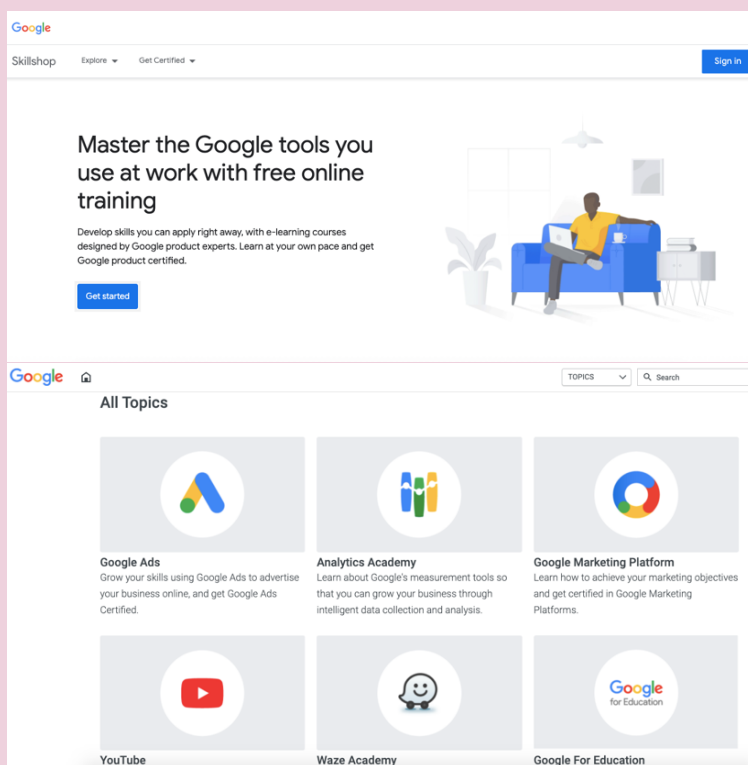 Google
Skillshop Explore Get Certified Sign in
Master the Google tools you
use at work with free online
training
Develop skills you can apply right away, with e-learning courses
designed by Google product experts. Learn at your own pace and get
Google product certified.
Get started
Google TOPICS Search
All Topics
Google Ads
Grow your skills using Google Ads to advertise
your business online, and get Google Ads
Certified.
Analytics Academy
Learn about Google's measurement tools so
that you can grow your business through
intelligent data collection and analysis.
Google Marketing Platform
Learn how to achieve your marketing objectives
and get certified in Google Marketing
Platforms.
YouTube
Waze Academy
Google
for Education
Google For Education